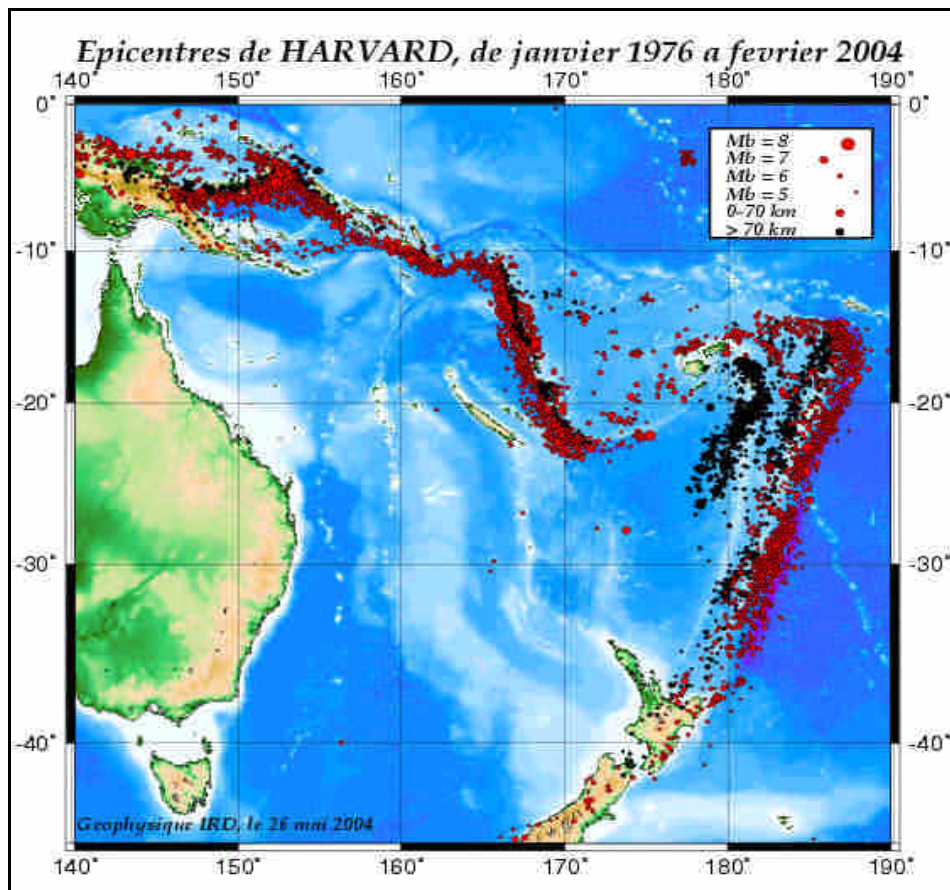 Epicentres de HARVARD, de janvier 1976 a fevrier 2004
140˚ 150˚ 160˚ 170˚ 180˚ 190˚
0˚ 0˚
Mb = 8
Mb = 7
Mb = 6
Mb = 5
0–70 km
> 70 km
-10˚ -10˚
-20˚ -20˚
-30˚ -30˚
-40˚ -40˚
Geophysique IRD, le 26 mai 2004
140˚ 150˚ 160˚ 170˚ 180˚ 190˚